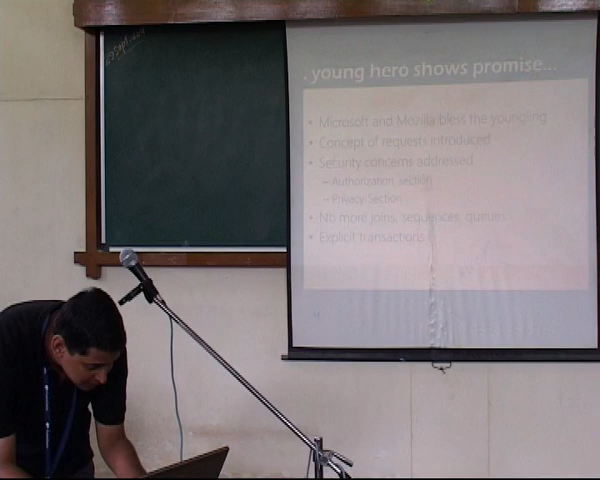 . young hero shows promise...
• Microsoft and Mozilla bless the youngling
• Concept of requests introduced
• Security concerns addressed
– Authorization section
– Privacy Section
• No more joins, sequences, queues
• Explicit transactions